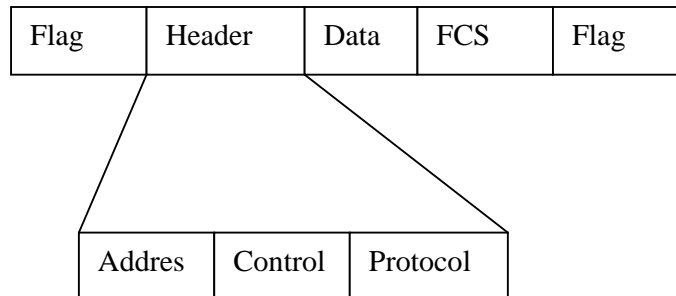 Flag Header Data FCS Flag
Addres Control Protocol